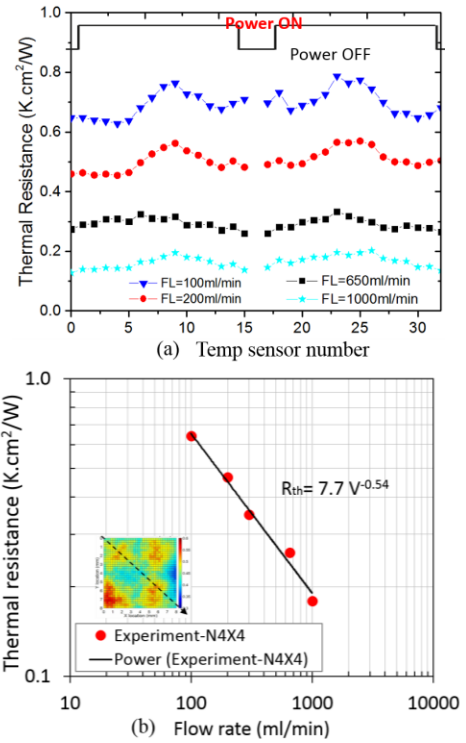 Power ON
Power OFF
Thermal Resistance (K.cm²/W)
1.0
0.8
0.6
0.4
0.2
0.0
FL=100ml/min
FL=650ml/min
FL=200ml/min
FL=1000ml/min
0 5 10 15 20 25 30
(a) Temp sensor number
Thermal resistance (K.cm²/W)
1.0
0.1
Rth= 7.7 V-0.54
Experiment-N4X4
Power (Experiment-N4X4)
10 100 1000 10000
(b) Flow rate (ml/min)